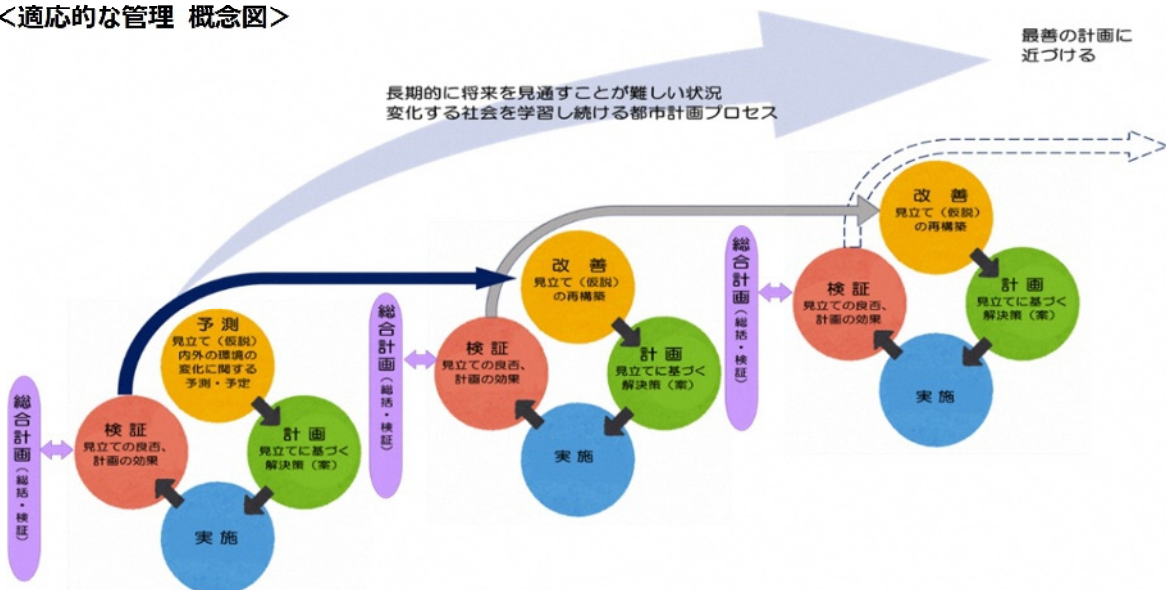 <適応的な管理 概念図>
最善の計画に
近づける
長期的に将来を見通すことが難しい状況
変化する社会を学習し続ける都市計画プロセス
総合計画(総括・検証)
予測
見立て(仮説)
内外の環境の
変化に関する
予測・予定
検証
見立ての良否、
計画の効果
計画
見立てに基づく
解決策(案)
実施
総合計画(総括・検証)
改 善
見立て(仮説)
の再構築
検証
見立ての良否、
計画の効果
計画
見立てに基づく
解決策(案)
実施
総合計画(総括・検証)
改 善
見立て(仮説)
の再構築
検証
見立ての良否、
計画の効果
計画
見立てに基づく
解決策(案)
実施